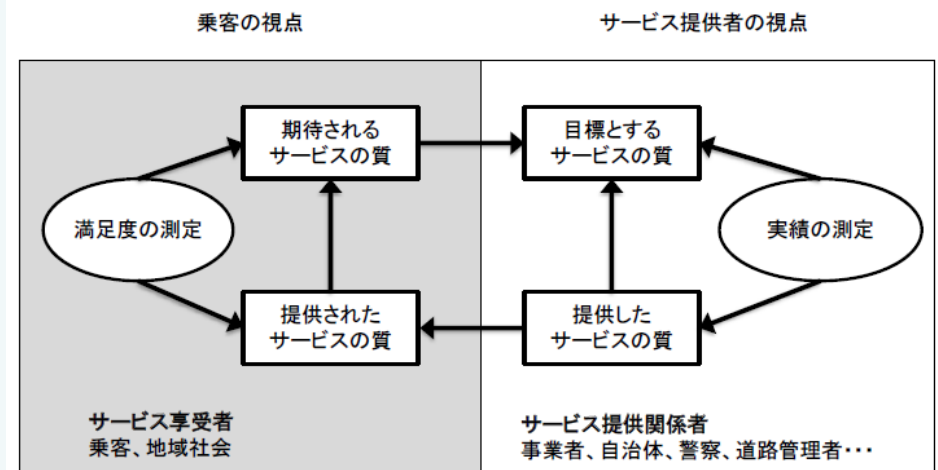 乗客の視点
サービス提供者の視点
期待される
サービスの質
目標とする
サービスの質
満足度の測定
実績の測定
提供された
サービスの質
提供した
サービスの質
サービス享受者
乗客、地域社会
サービス提供関係者
事業者、自治体、警察、道路管理者・・・